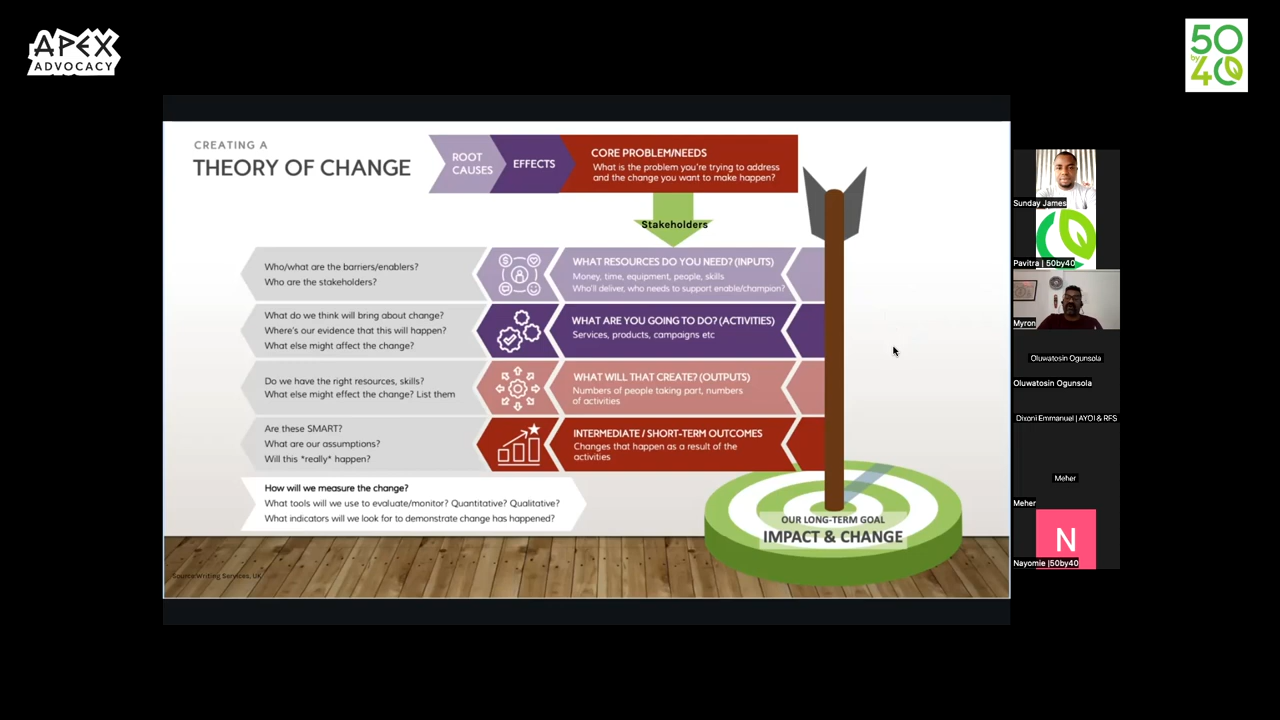 APEX
ADVOCACY
50
by
40
CREATING A
THEORY OF CHANGE
ROOT
CAUSES
EFFECTS
CORE PROBLEM/NEEDS
What is the problem you're trying to address
and the change you want to make happen?
Stakeholders
Who/what are the barriers/enablers?
Who are the stakeholders?
WHAT RESOURCES DO YOU NEED? (INPUTS)
Money, time, equipment, people, skills
Who'll deliver, who needs to support enable/champion?
What do we think will bring about change?
Where's our evidence that this will happen?
What else might affect the change?
WHAT ARE YOU GOING TO DO? (ACTIVITIES)
Services, products, campaigns etc
Do we have the right resources, skills?
What else might effect the change? List them
WHAT WILL THAT CREATE? (OUTPUTS)
Numbers of people taking part, numbers
of activities
Are these SMART?
What are our assumptions?
Will this *really* happen?
INTERMEDIATE / SHORT-TERM OUTCOMES
Changes that happen as a result of the
activities
How will we measure the change?
What tools will we use to evaluate/monitor? Quantitative? Qualitative?
What indicators will we look for to demonstrate change has happened?
OUR LONG-TERM GOAL
IMPACT & CHANGE
Source:Writing Services, UK
Sunday James
Pavitra | 50by40
Myron
Oluwatosin Ogunsola
Oluwatosin Ogunsola
Dixoni Emmanuel | AYOI & RFS
Meher
Meher
N
Nayomie |50by40